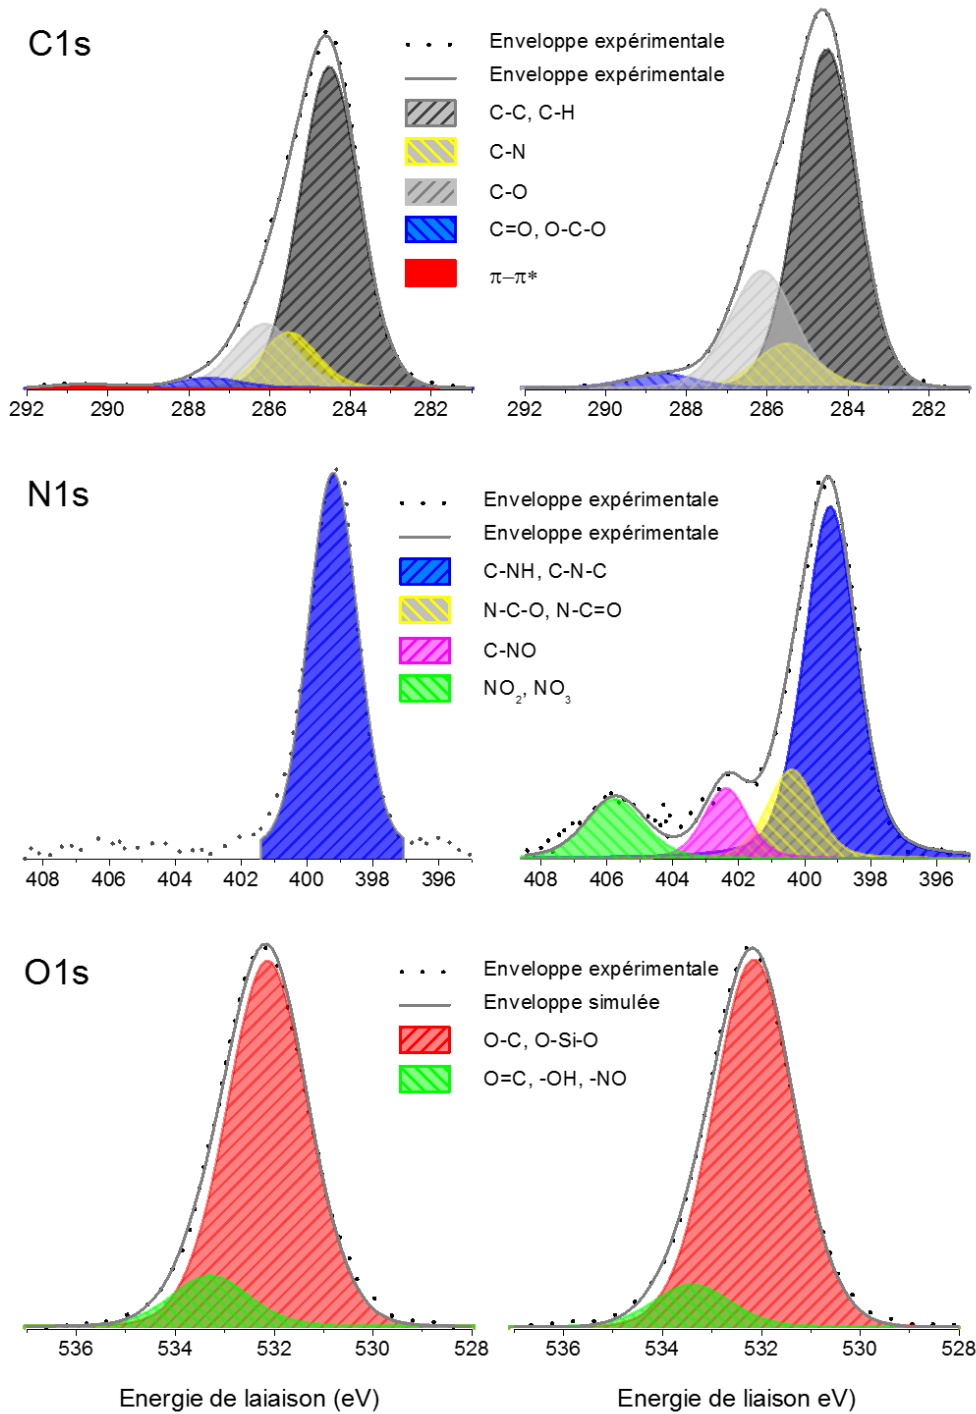 C1s
Enveloppe expérimentale
Enveloppe expérimentale
C-C, C-H
C-N
C-O
C=O, O-C-O
π–π*
292 290 288 286 284 282
292 290 288 286 284 282
N1s
Enveloppe expérimentale
Enveloppe expérimentale
C-NH, C-N-C
N-C-O, N-C=O
C-NO
NO2, NO3
408 406 404 402 400 398 396
408 406 404 402 400 398 396
O1s
Enveloppe expérimentale
Enveloppe simulée
O-C, O-Si-O
O=C, -OH, -NO
536 534 532 530 528
536 534 532 530 528
Energie de laiaison (eV)
Energie de liaison eV)